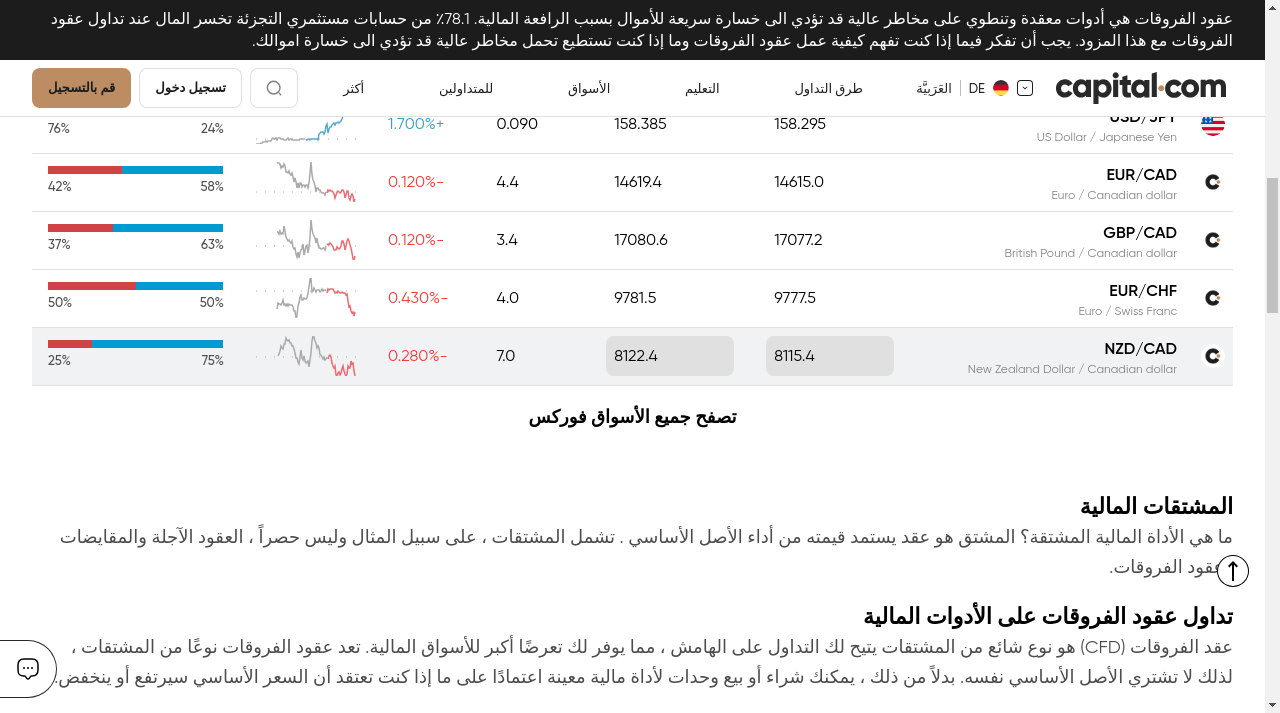 عقود الفروقات هي أدوات معقدة وتنطوي على مخاطر عالية قد تؤدي الى خسارة سريعة للأموال بسبب الرافعة المالية. 78.1٪ من حسابات مستثمري التجزئة تخسر المال عند تداول عقود
الفروقات مع هذا المزود. يجب أن تفكر فيما إذا كنت تفهم كيفية عمل عقود الفروقات وما إذا كنت تستطيع تحمل مخاطر عالية قد تؤدي الى خسارة اموالك.
capital.com
DE | العَرَبيَّة
طرق التداول
التعليم
الأسواق
للمتداولين
أكثر
تسجيل دخول
قم بالتسجيل
USD/JPY
US Dollar / Japanese Yen
158.295
158.385
0.090
1.700%+
24%
76%
EUR/CAD
Euro / Canadian dollar
14615.0
14619.4
4.4
0.120%-
58%
42%
GBP/CAD
British Pound / Canadian dollar
17077.2
17080.6
3.4
0.120%-
63%
37%
EUR/CHF
Euro / Swiss Franc
9777.5
9781.5
4.0
0.430%-
50%
50%
NZD/CAD
New Zealand Dollar / Canadian dollar
8115.4
8122.4
7.0
0.280%-
75%
25%
تصفح جميع الأسواق فوركس
المشتقات المالية
ما هي الأداة المالية المشتقة؟ المشتق هو عقد يستمد قيمته من أداء الأصل الأساسي . تشمل المشتقات ، على سبيل المثال وليس حصراً ، العقود الآجلة والمقايضات
وعقود الفروقات.
تداول عقود الفروقات على الأدوات المالية
عقد الفروقات (CFD) هو نوع شائع من المشتقات يتيح لك التداول على الهامش ، مما يوفر لك تعرضًا أكبر للأسواق المالية. تعد عقود الفروقات نوعًا من المشتقات ،
لذلك لا تشتري الأصل الأساسي نفسه. بدلاً من ذلك ، يمكنك شراء أو بيع وحدات لأداة مالية معينة اعتمادًا على ما إذا كنت تعتقد أن السعر الأساسي سيرتفع أو ينخفض.